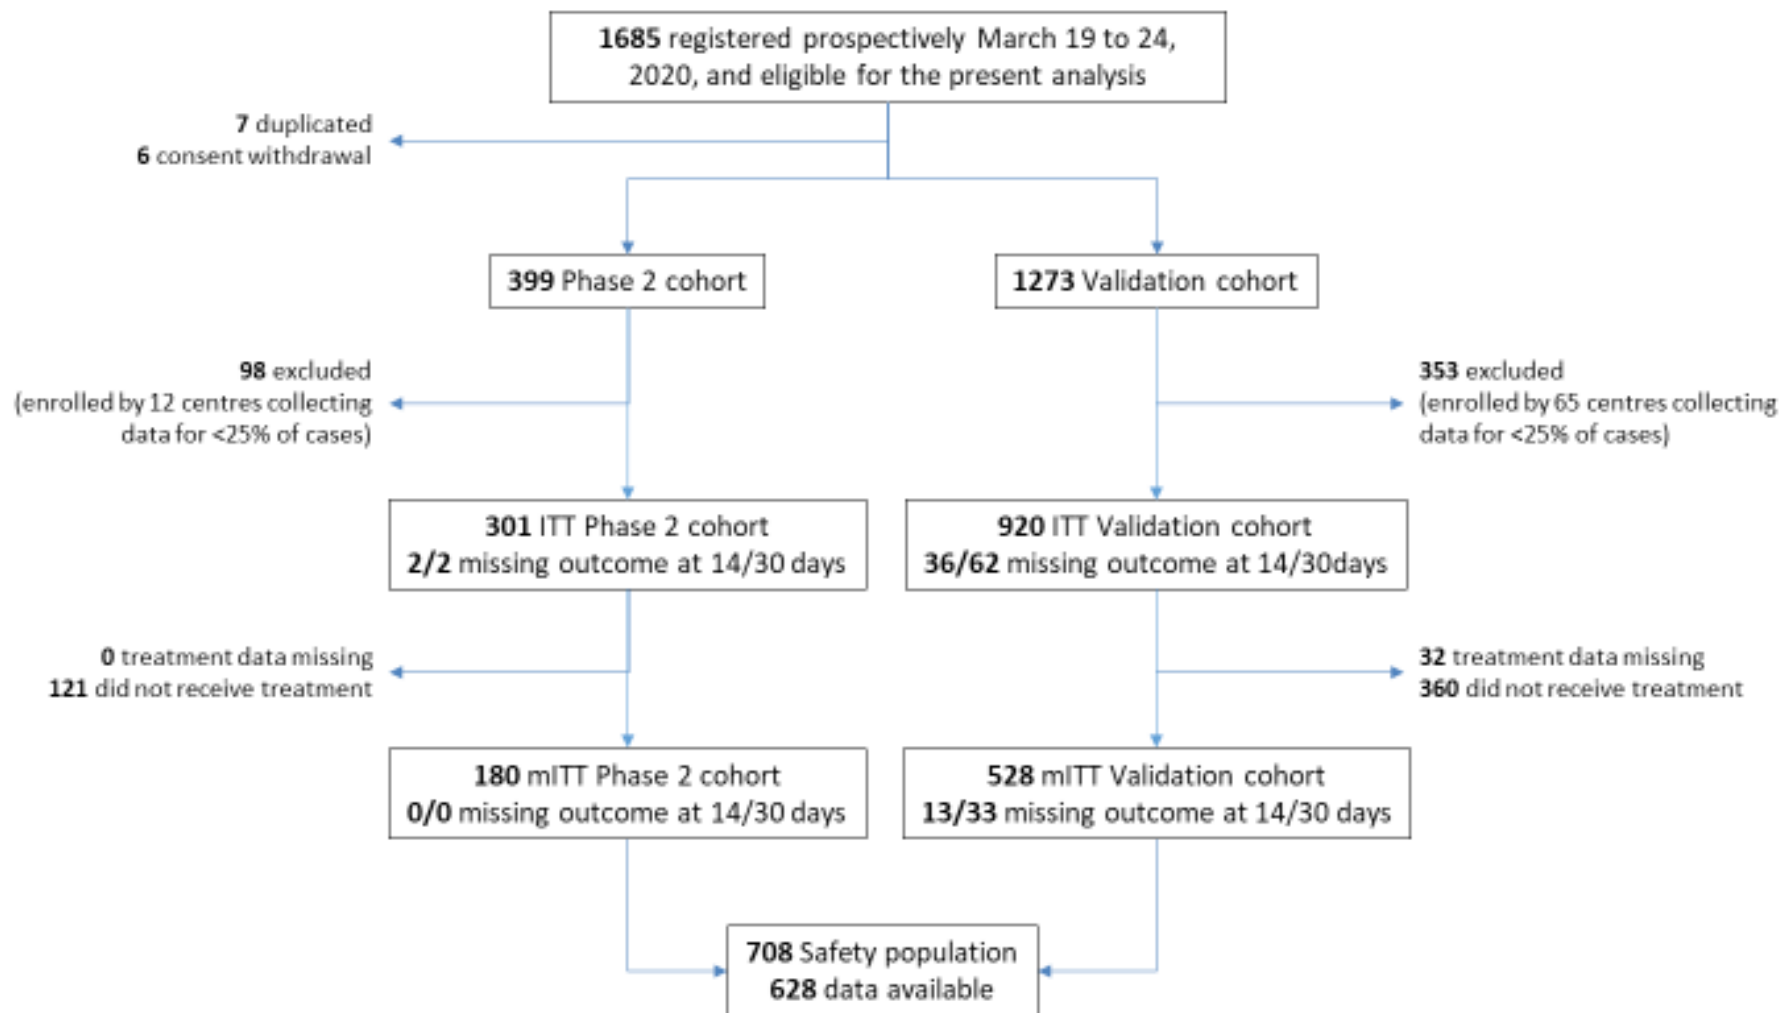 1685 registered prospectively March 19 to 24,
2020, and eligible for the present analysis
7 duplicated
6 consent withdrawal
399 Phase 2 cohort
1273 Validation cohort
98 excluded
(enrolled by 12 centres collecting
data for <25% of cases)
353 excluded
(enrolled by 65 centres collecting
data for <25% of cases)
301 ITT Phase 2 cohort
2/2 missing outcome at 14/30 days
920 ITT Validation cohort
36/62 missing outcome at 14/30days
0 treatment data missing
121 did not receive treatment
32 treatment data missing
360 did not receive treatment
180 mITT Phase 2 cohort
0/0 missing outcome at 14/30 days
528 mITT Validation cohort
13/33 missing outcome at 14/30 days
708 Safety population
628 data available